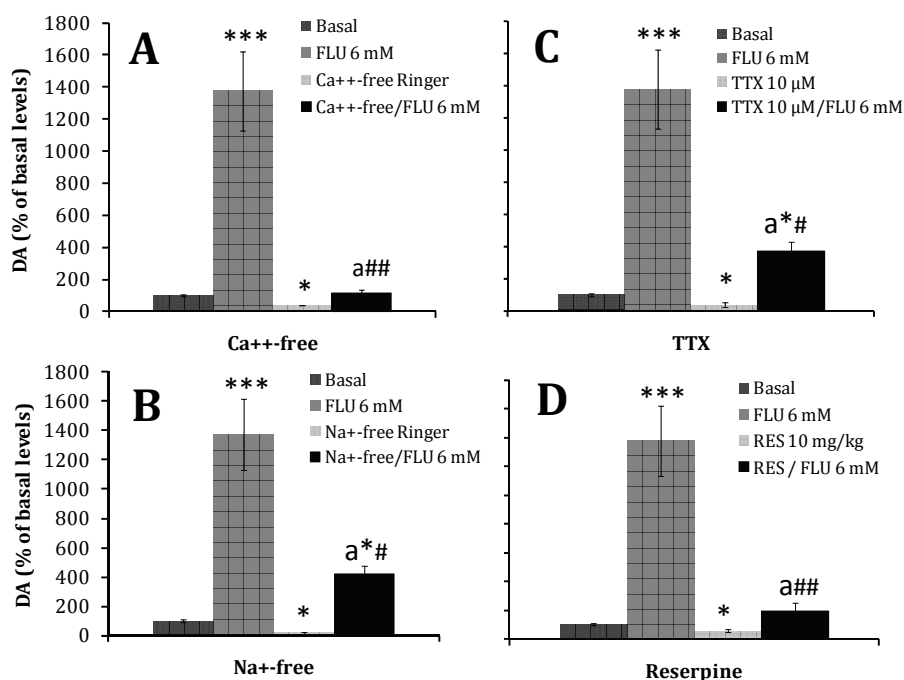 DA (% of basal levels)
1800
1600
1400
1200
1000
800
600
400
200
0
A
***
*
a##
Basal
FLU 6 mM
Ca++-free Ringer
Ca++-free/FLU 6 mM
Ca++-free
C
***
*
a*#
Basal
FLU 6 mM
TTX 10 µM
TTX 10 µM/FLU 6 mM
TTX
DA (% of basal levels)
1800
1600
1400
1200
1000
800
600
400
200
0
B
***
*
a*#
Basal
FLU 6 mM
Na+-free Ringer
Na+-free/FLU 6 mM
Na+-free
D
***
*
a##
Basal
FLU 6 mM
RES 10 mg/kg
RES / FLU 6 mM
Reserpine